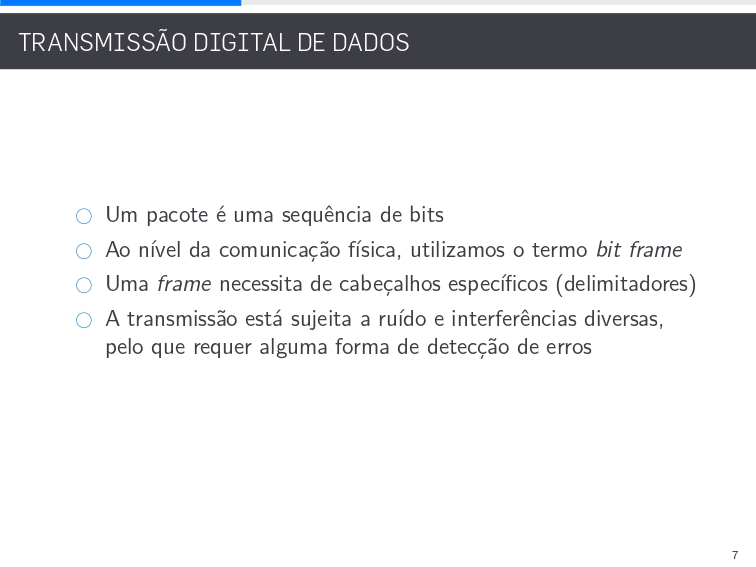 TRANSMISSÃO DIGITAL DE DADOS
Um pacote é uma sequência de bits
Ao nível da comunicação física, utilizamos o termo bit frame
Uma frame necessita de cabeçalhos específicos (delimitadores)
A transmissão está sujeita a ruído e interferências diversas,
pelo que requer alguma forma de detecção de erros
7